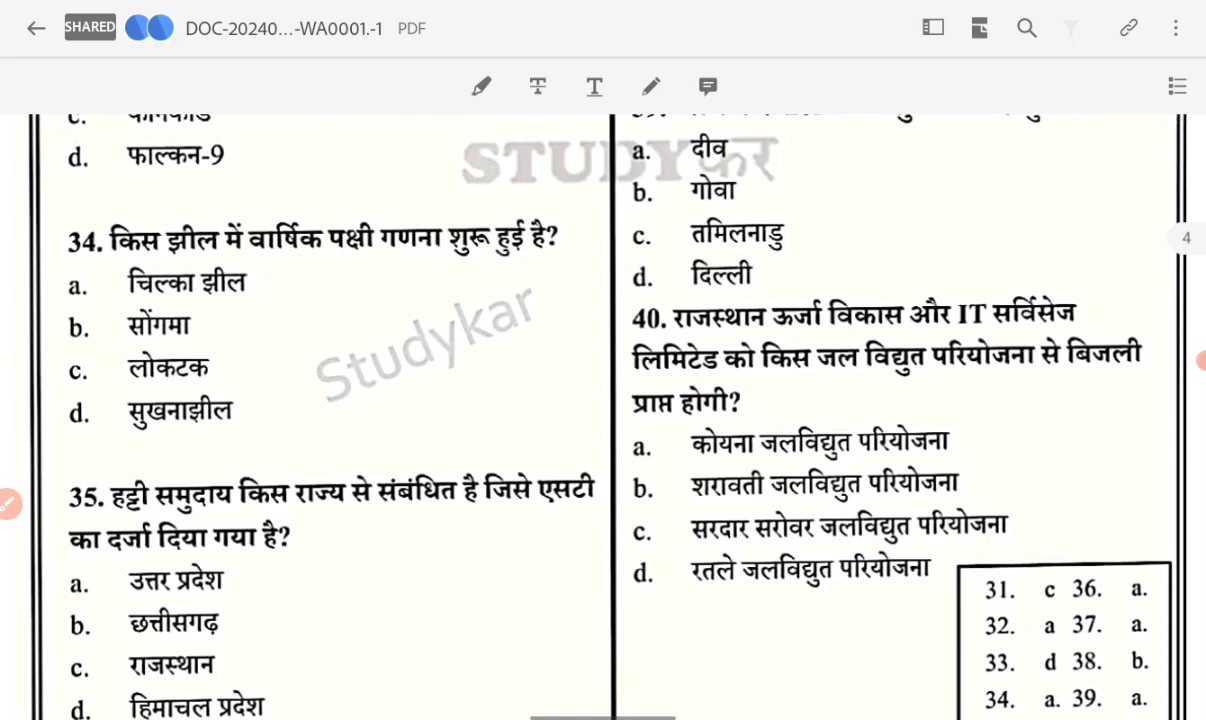 SHARED DOC-20240...-WA0001.-1 PDF
d. फाल्कन-9
34. किस झील में वार्षिक पक्षी गणना शुरू हुई है?
a. चिल्का झील
b. सोंगमा
c. लोकटक
d. सुखनाझील
35. हट्टी समुदाय किस राज्य से संबंधित है जिसे एसटी
का दर्जा दिया गया है?
a. उत्तर प्रदेश
b. छत्तीसगढ़
c. राजस्थान
d. हिमाचल प्रदेश
STUDYकर
Studykar
a. दीव
b. गोवा
c. तमिलनाडु
d. दिल्ली
40. राजस्थान ऊर्जा विकास और IT सर्विसेज
लिमिटेड को किस जल विद्युत परियोजना से बिजली
प्राप्त होगी?
a. कोयना जलविद्युत परियोजना
b. शरावती जलविद्युत परियोजना
c. सरदार सरोवर जलविद्युत परियोजना
d. रतले जलविद्युत परियोजना
31. c 36. a.
32. a 37. a.
33. d 38. b.
34. a. 39. a.
4